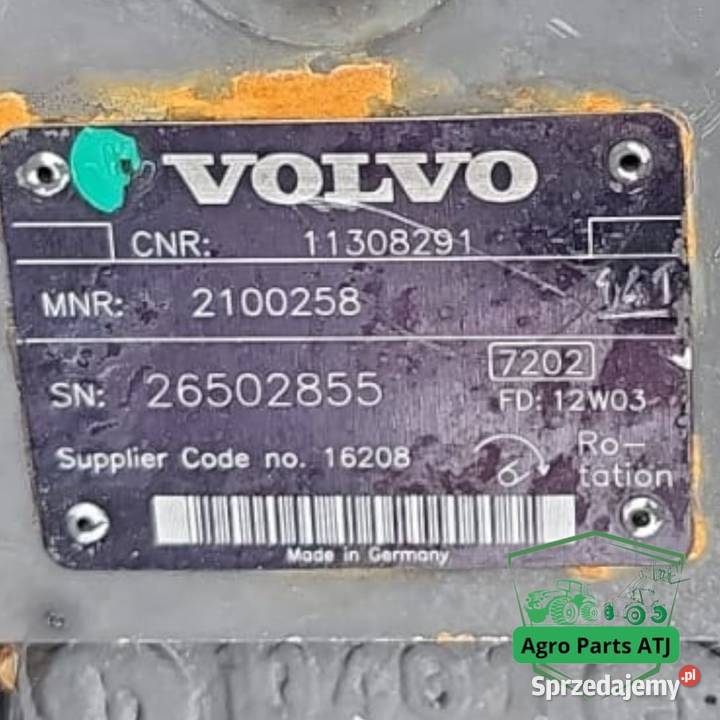 VOLVO
CNR: 11308291
MNR: 2100258
SN: 26502855
7202
FD: 12W03
Supplier Code no. 16208
Ro-
tation
Made in Germany
Agro Parts ATJ
Sprzedajemy.pl